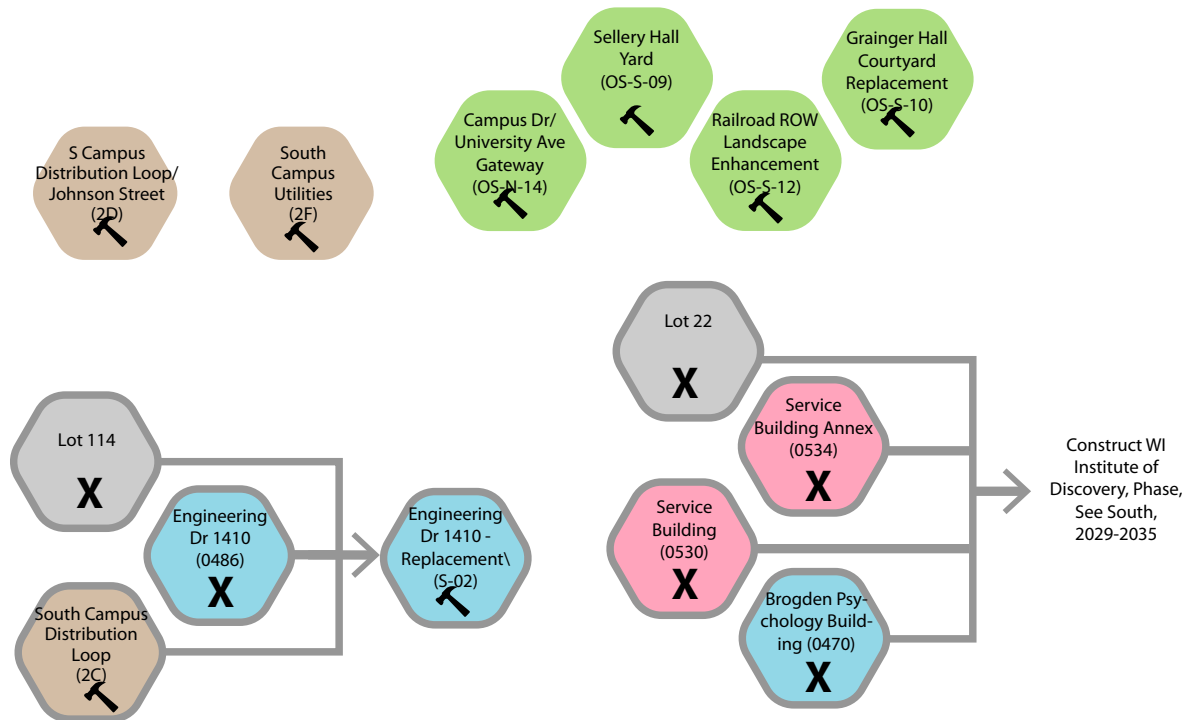 Sellery Hall
Yard
(OS-S-09)
Grainger Hall
Courtyard
Replacement
(OS-S-10)
Campus Dr/
University Ave
Gateway
(OS-N-14)
Railroad ROW
Landscape
Enhancement
(OS-S-12)
S Campus
Distribution Loop/
Johnson Street
(2D)
South
Campus
Utilities
(2F)
Lot 22
X
Service
Building Annex
(0534)
X
Service
Building
(0530)
X
Brogden Psy-
chology Build-
ing (0470)
X
Construct WI
Institute of
Discovery, Phase,
See South,
2029-2035
Lot 114
X
Engineering
Dr 1410
(0486)
X
Engineering
Dr 1410 -
Replacement\
(S-02)
South Campus
Distribution
Loop
(2C)